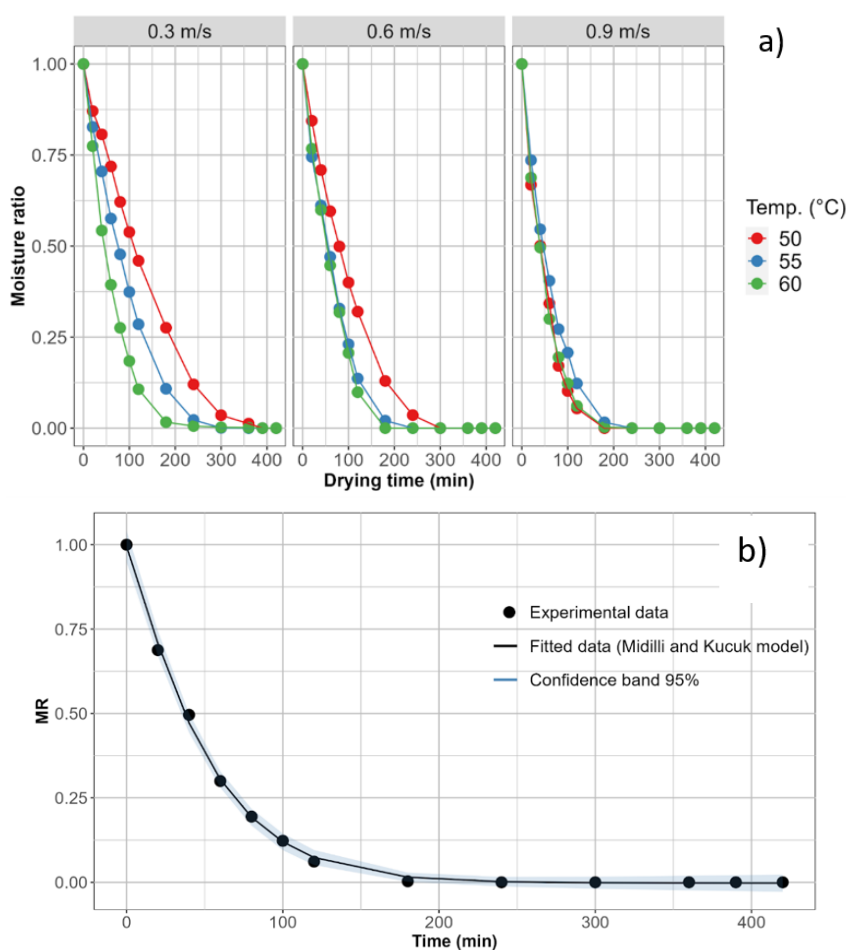 0.3 m/s 0.6 m/s 0.9 m/s
a)
1.00
0.75
0.50
0.25
0.00
Moisture ratio
0 100 200 300 400 0 100 200 300 400 0 100 200 300 400
Drying time (min)
Temp. (°C)
50
55
60
b)
1.00
0.75
0.50
0.25
0.00
MR
Experimental data
Fitted data (Midilli and Kucuk model)
Confidence band 95%
0 100 200 300 400
Time (min)